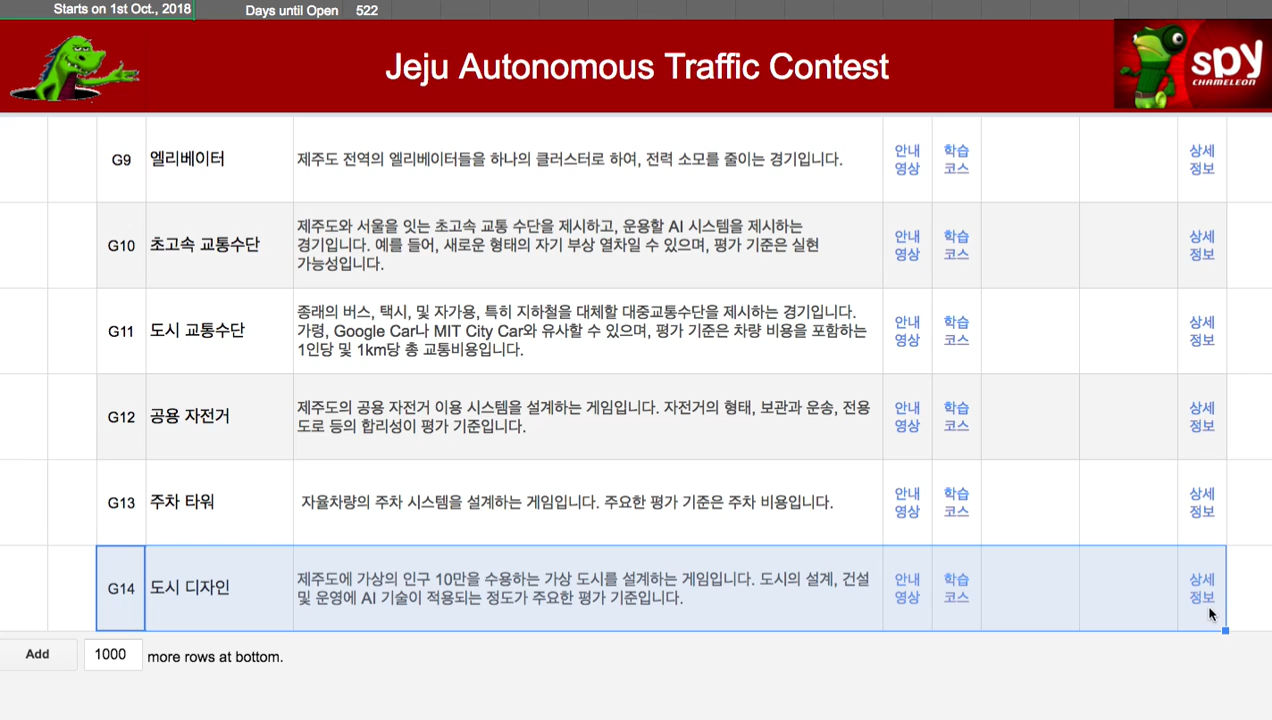 Starts on 1st Oct., 2018 Days until Open 522
Jeju Autonomous Traffic Contest
spy
CHAMELEON
G9 엘리베이터 제주도 전역의 엘리베이터들을 하나의 클러스터로 하여, 전력 소모를 줄이는 경기입니다. 안내 영상 학습 코스 상세 정보
G10 초고속 교통수단 제주도와 서울을 잇는 초고속 교통 수단을 제시하고, 운용할 AI 시스템을 제시하는
경기입니다. 예를 들어, 새로운 형태의 자기 부상 열차일 수 있으며, 평가 기준은 실현
가능성입니다.
안내 영상 학습 코스 상세 정보
G11 도시 교통수단 종래의 버스, 택시, 및 자가용, 특히 지하철을 대체할 대중교통수단을 제시하는 경기입니다.
가령, Google Car나 MIT City Car와 유사할 수 있으며, 평가 기준은 차량 비용을 포함하는
1인당 및 1km당 총 교통비용입니다.
안내 영상 학습 코스 상세 정보
G12 공용 자전거 제주도의 공용 자전거 이용 시스템을 설계하는 게임입니다. 자전거의 형태, 보관과 운송, 전용
도로 등의 합리성이 평가 기준입니다.
안내 영상 학습 코스 상세 정보
G13 주차 타워 자율차량의 주차 시스템을 설계하는 게임입니다. 주요한 평가 기준은 주차 비용입니다. 안내 영상 학습 코스 상세 정보
G14 도시 디자인 제주도에 가상의 인구 10만을 수용하는 가상 도시를 설계하는 게임입니다. 도시의 설계, 건설
및 운영에 AI 기술이 적용되는 정도가 주요한 평가 기준입니다.
안내 영상 학습 코스 상세 정보
Add 1000 more rows at bottom.